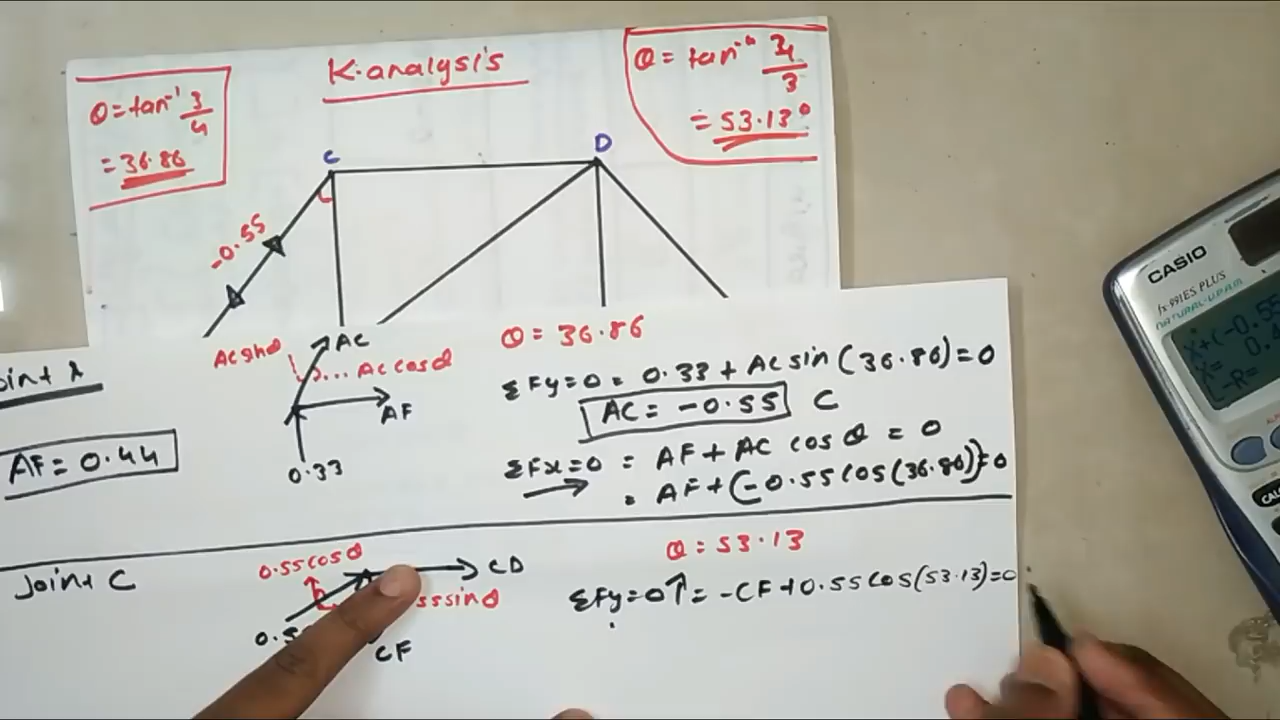 K-analysis
θ = tan⁻¹ 3/4
= 36.86
θ = tan⁻¹ 4/3
= 53.13°
C
D
-0.55
AC
AC sinθ
... AC cosθ
AF
0.33
AF = 0.44
θ = 36.86
ΣFy=0 = 0.33 + AC sin (36.86) = 0
AC = -0.55 C
ΣFx=0 = AF + AC cos θ = 0
= AF + (-0.55 cos(36.86)) = 0
Joint C
0.55 cosθ
CD
55 sinθ
CF
θ = 53.13
ΣFy=0 ↑ = -CF + 0.55 cos(53.13) = 0
CASIO
fx-991ES PLUS
NATURAL-V.P.A.M.